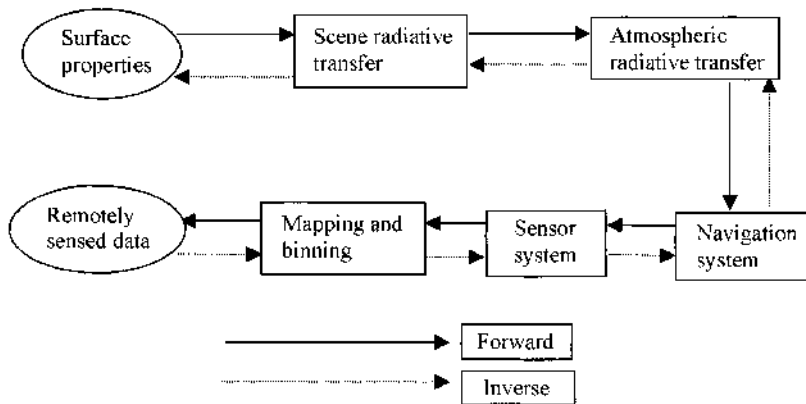 Surface
properties
Scene radiative
transfer
Atmospheric
radiative transfer
Remotely
sensed data
Mapping and
binning
Sensor
system
Navigation
system
Forward
Inverse